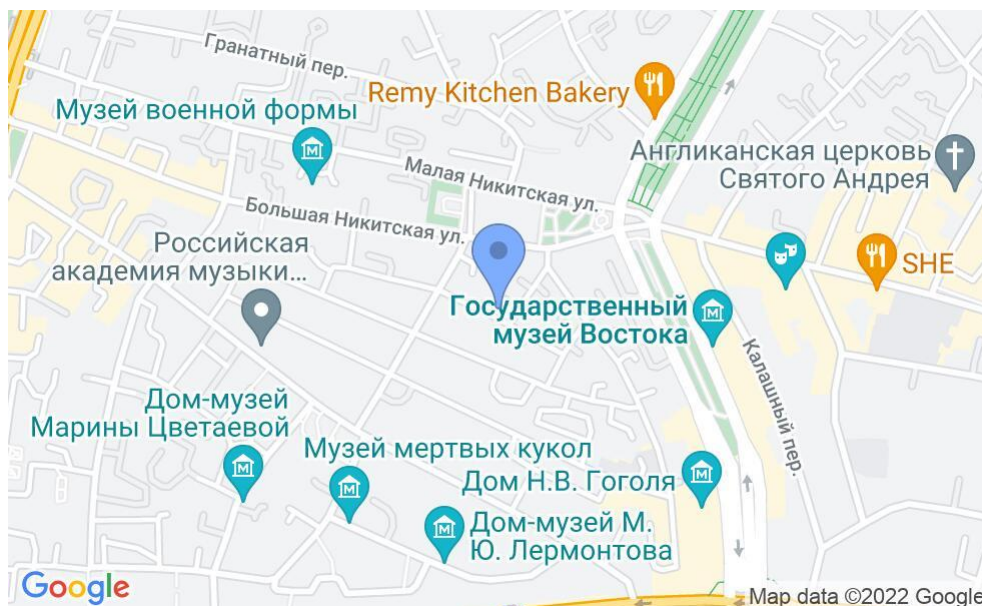 Гранатный пер.
Remy Kitchen Bakery
Музей военной формы
Англиканская церковь
Святого Андрея
Малая Никитская ул.
Большая Никитская ул.
Российская
академия музыки...
SHE
Государственный
музей Востока
Калашный пер.
Дом-музей
Марины Цветаевой
Музей мертвых кукол
Дом Н.В. Гоголя
Дом-музей М.
Ю. Лермонтова
Google
Map data ©2022 Google